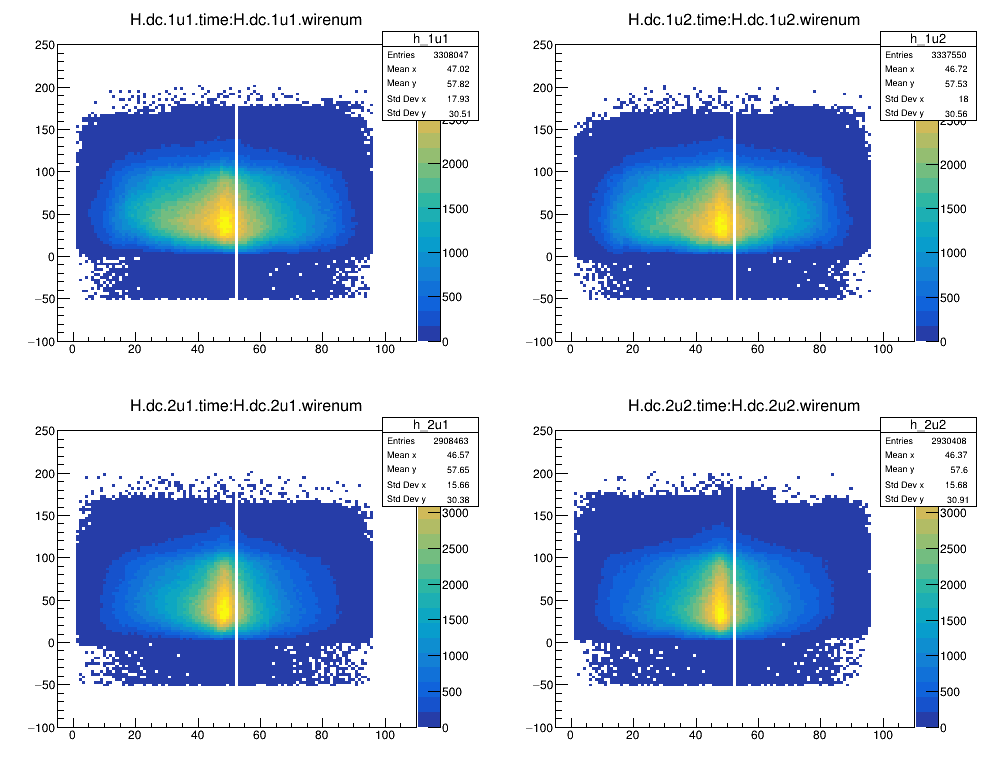 H.dc.1u1.time:H.dc.1u1.wirenum
h_1u1
Entries 3308047
Mean x 47.02
Mean y 57.82
Std Dev x 17.93
Std Dev y 30.51
250
200
150
100
50
0
−50
−100
0 20 40 60 80 100
2500
2000
1500
1000
500
0
H.dc.1u2.time:H.dc.1u2.wirenum
h_1u2
Entries 3337550
Mean x 46.72
Mean y 57.53
Std Dev x 18
Std Dev y 30.56
250
200
150
100
50
0
−50
−100
0 20 40 60 80 100
2500
2000
1500
1000
500
0
H.dc.2u1.time:H.dc.2u1.wirenum
h_2u1
Entries 2908463
Mean x 46.57
Mean y 57.65
Std Dev x 15.66
Std Dev y 30.38
250
200
150
100
50
0
−50
−100
0 20 40 60 80 100
3000
2500
2000
1500
1000
500
0
H.dc.2u2.time:H.dc.2u2.wirenum
h_2u2
Entries 2930408
Mean x 46.37
Mean y 57.6
Std Dev x 15.68
Std Dev y 30.91
250
200
150
100
50
0
−50
−100
0 20 40 60 80 100
3000
2500
2000
1500
1000
500
0